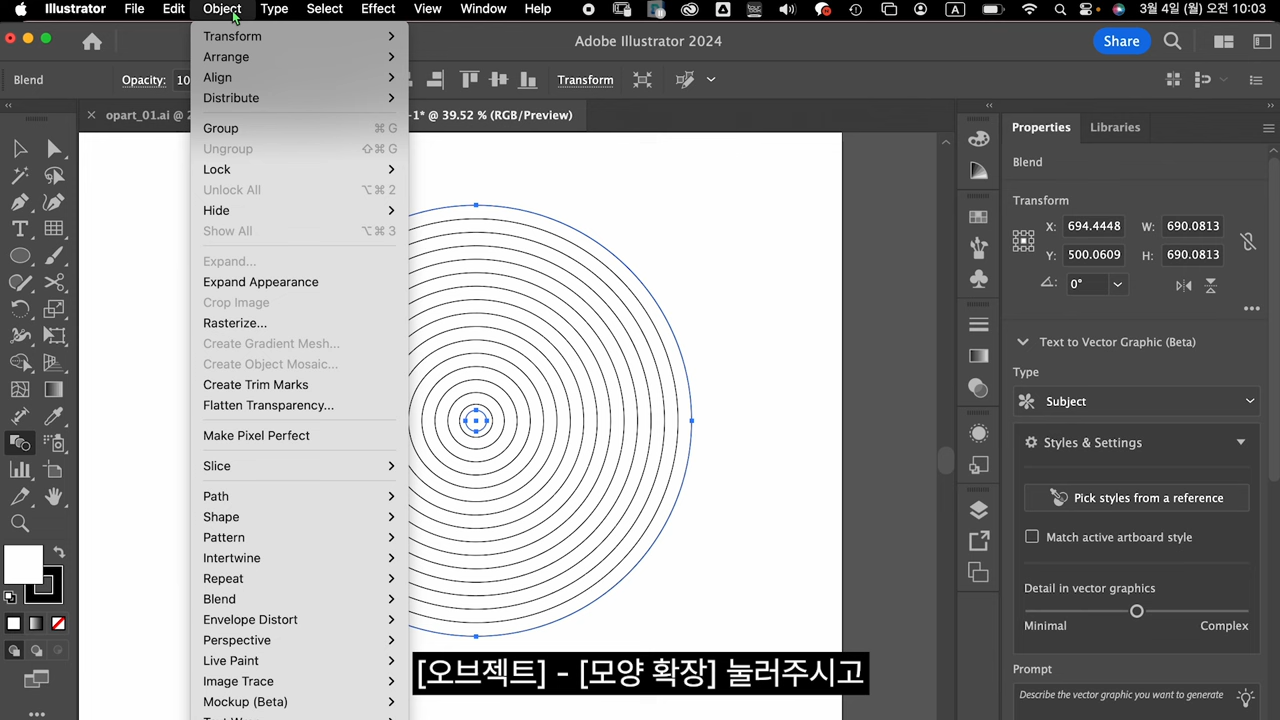 Illustrator File Edit Object Type Select Effect View Window Help A 3월 4일 (월) 오전 10:03
Adobe Illustrator 2024
Share
Blend Opacity: 10 Transform
opart_01.ai @ 2
-1* @ 39.52 % (RGB/Preview)
Transform
Arrange
Align
Distribute
Group ⌘ G
Ungroup ⇧⌘ G
Lock
Unlock All ⌥⌘ 2
Hide
Show All ⌥⌘ 3
Expand...
Expand Appearance
Crop Image
Rasterize...
Create Gradient Mesh...
Create Object Mosaic...
Create Trim Marks
Flatten Transparency...
Make Pixel Perfect
Slice
Path
Shape
Pattern
Intertwine
Repeat
Blend
Envelope Distort
Perspective
Live Paint
Image Trace
Mockup (Beta)
Properties Libraries
Blend
Transform
X: 694.4448 W: 690.0813
Y: 500.0609 H: 690.0813
0°
Text to Vector Graphic (Beta)
Type
Subject
Styles & Settings
Pick styles from a reference
Match active artboard style
Detail in vector graphics
Minimal Complex
Prompt
Describe the vector graphic you want to generate
[오브젝트] - [모양 확장] 눌러주시고